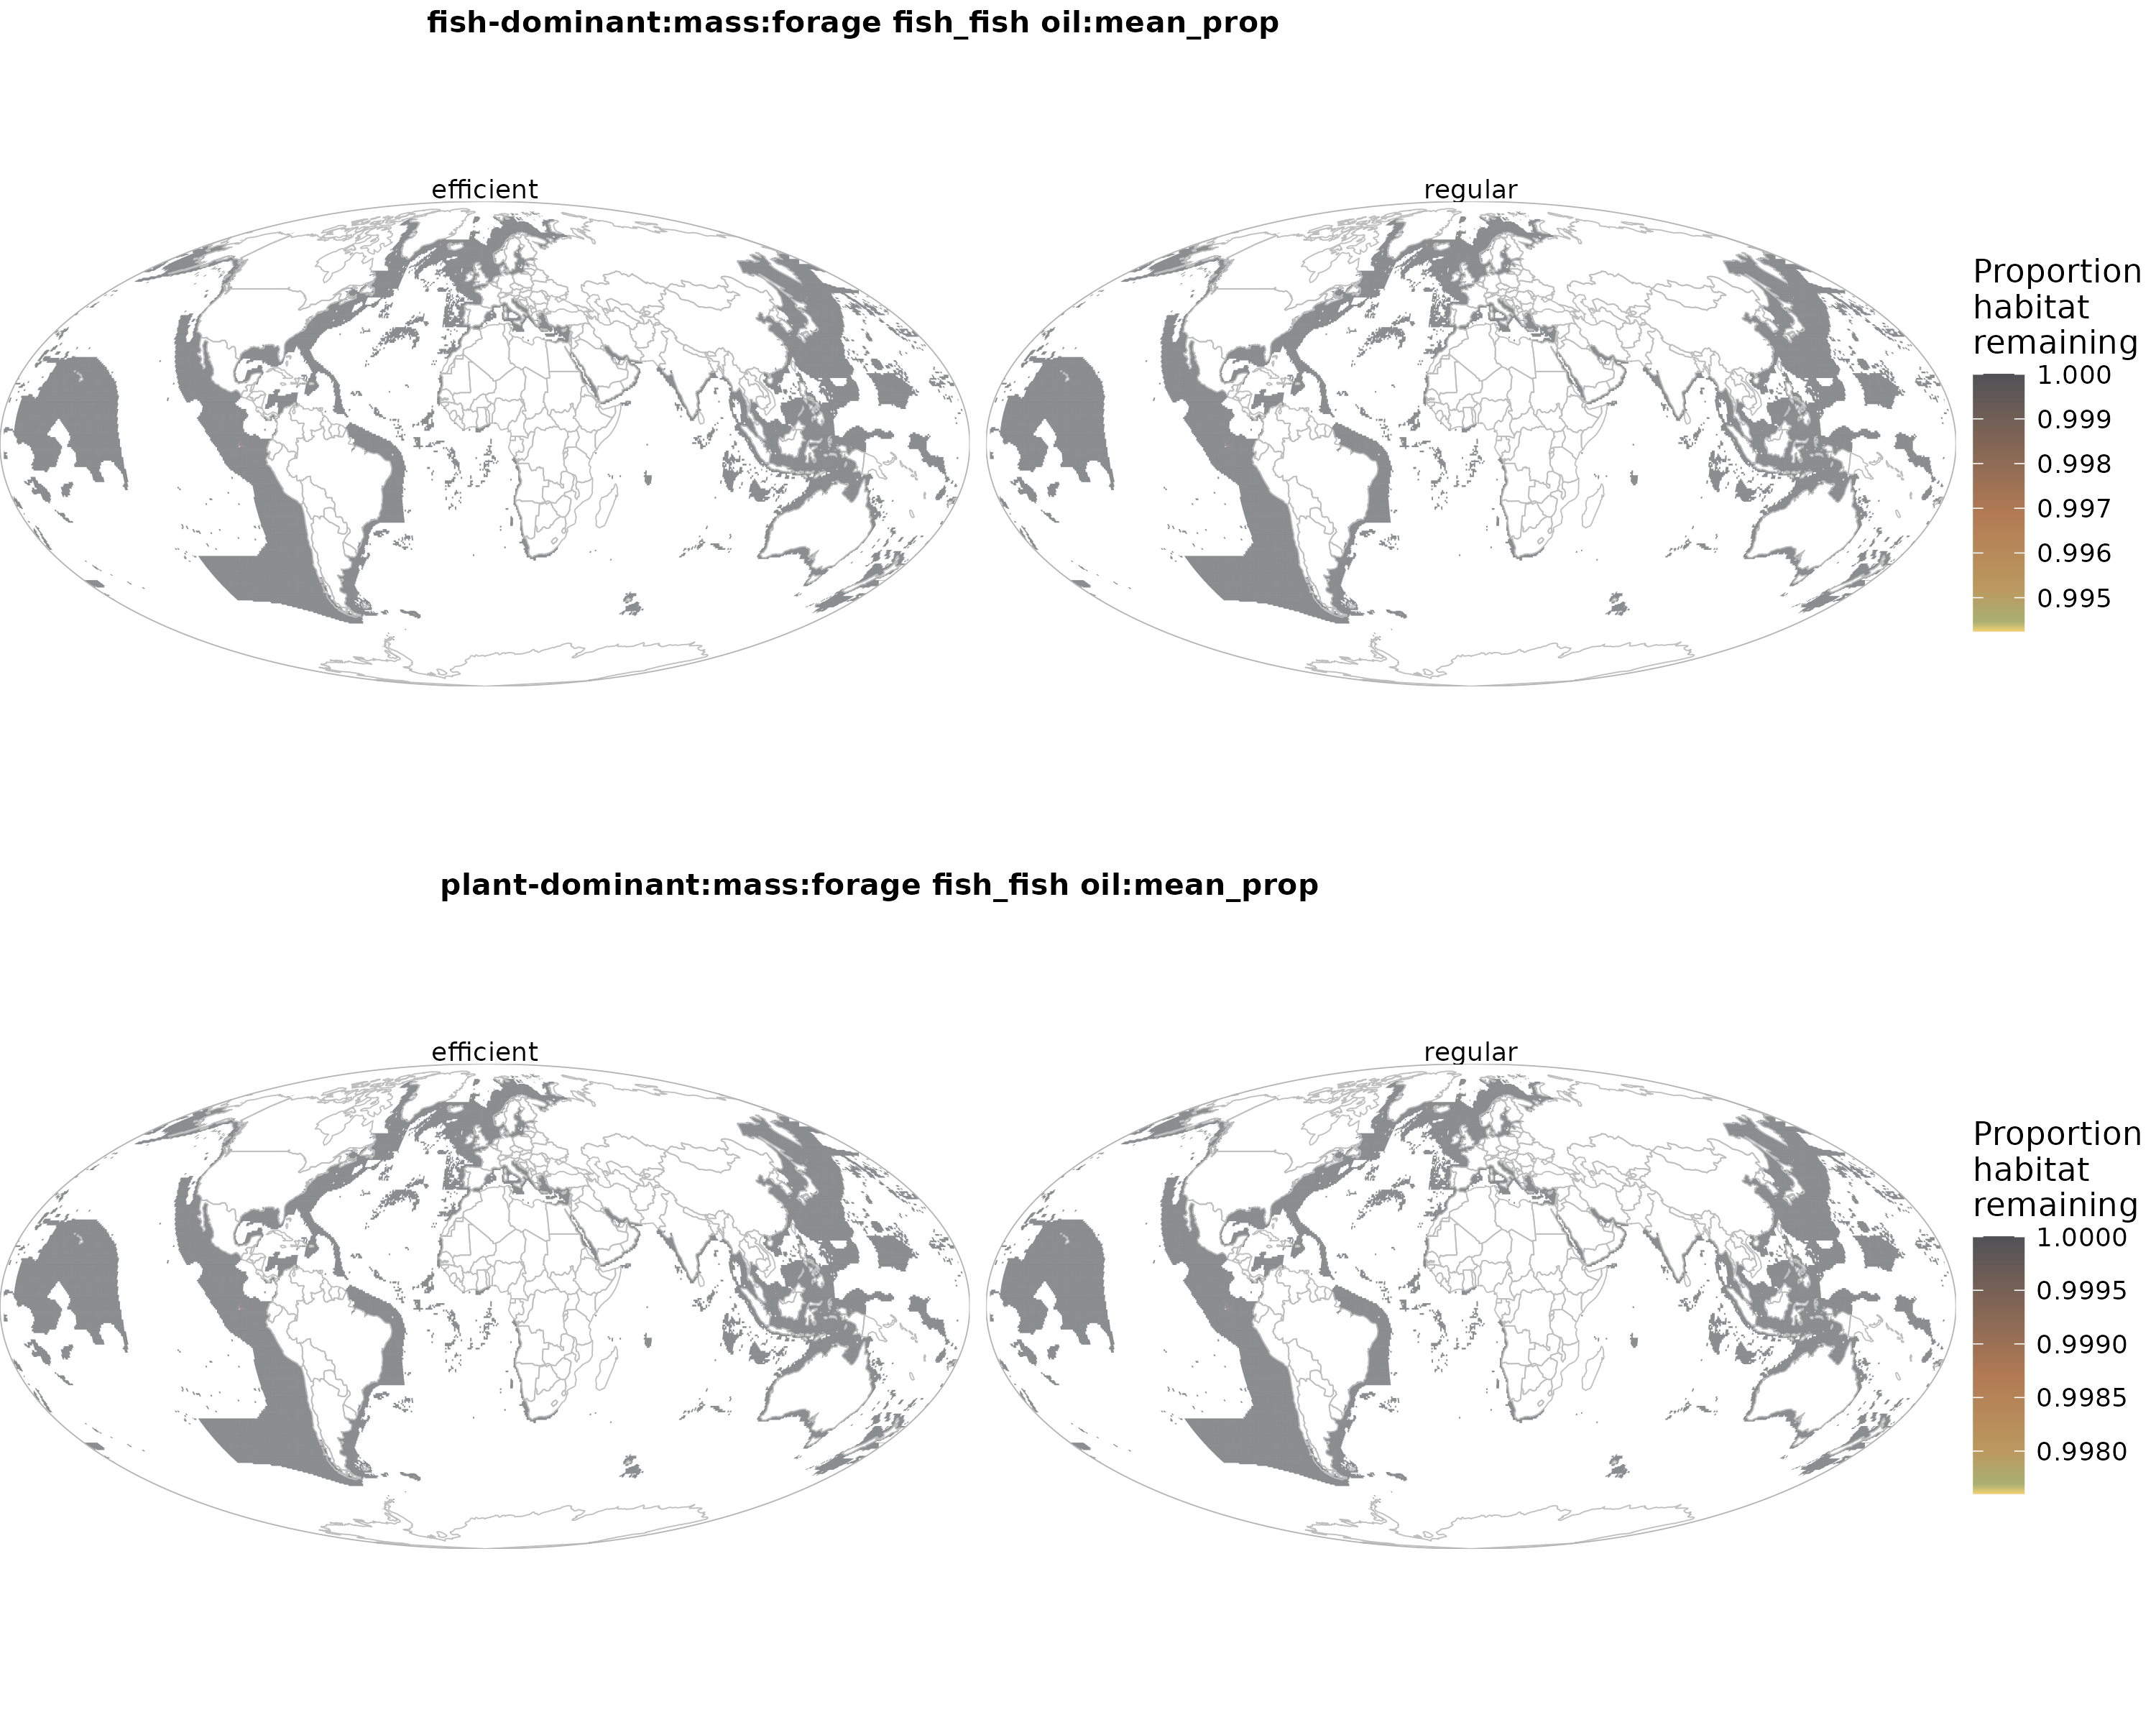 fish-dominant:mass:forage fish_fish oil:mean_prop
efficient
regular
Proportion
habitat
remaining
1.000
0.999
0.998
0.997
0.996
0.995
plant-dominant:mass:forage fish_fish oil:mean_prop
efficient
regular
Proportion
habitat
remaining
1.0000
0.9995
0.9990
0.9985
0.9980